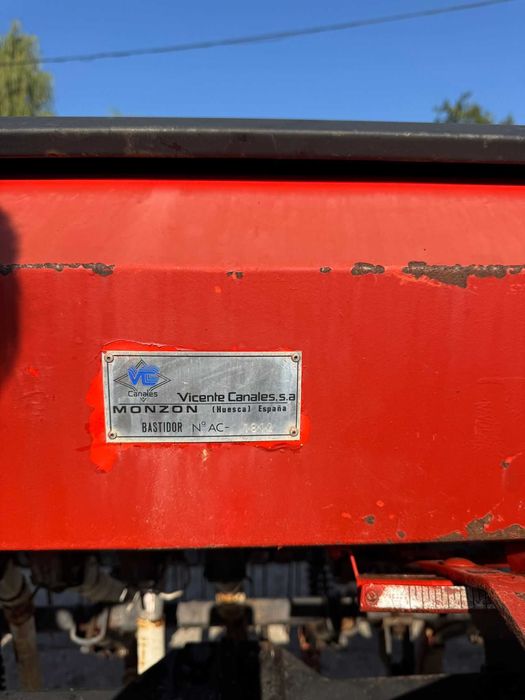 VC
Canales
Vicente Canales,s.a
MONZON (Huesca) España
BASTIDOR Nº AC-